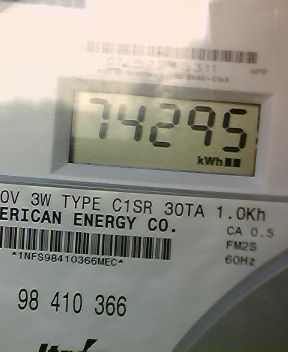 74295
kWh
0V 3W TYPE C1SR 30TA 1.0Kh
ERICAN ENERGY CO.
CA 0.5
FM2S
60Hz
*1NFS98410366MEC*
98 410 366